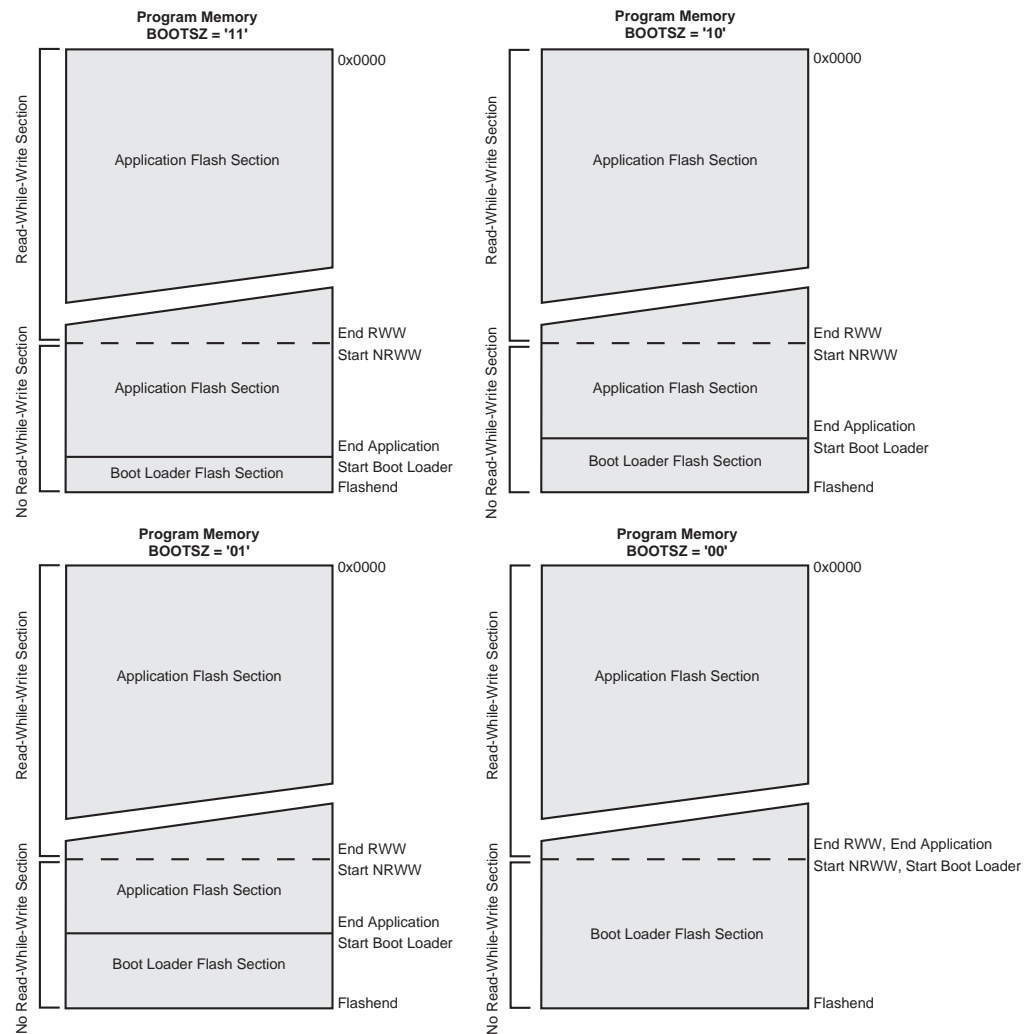 Program Memory
BOOTSZ = '11'
0x0000
Read-While-Write Section
Application Flash Section
End RWW
Start NRWW
No Read-While-Write Section
Application Flash Section
End Application
Start Boot Loader
Boot Loader Flash Section
Flashend
Program Memory
BOOTSZ = '10'
0x0000
Read-While-Write Section
Application Flash Section
End RWW
Start NRWW
No Read-While-Write Section
Application Flash Section
End Application
Start Boot Loader
Boot Loader Flash Section
Flashend
Program Memory
BOOTSZ = '01'
0x0000
Read-While-Write Section
Application Flash Section
End RWW
Start NRWW
No Read-While-Write Section
Application Flash Section
End Application
Start Boot Loader
Boot Loader Flash Section
Flashend
Program Memory
BOOTSZ = '00'
0x0000
Read-While-Write Section
Application Flash Section
End RWW, End Application
Start NRWW, Start Boot Loader
No Read-While-Write Section
Boot Loader Flash Section
Flashend